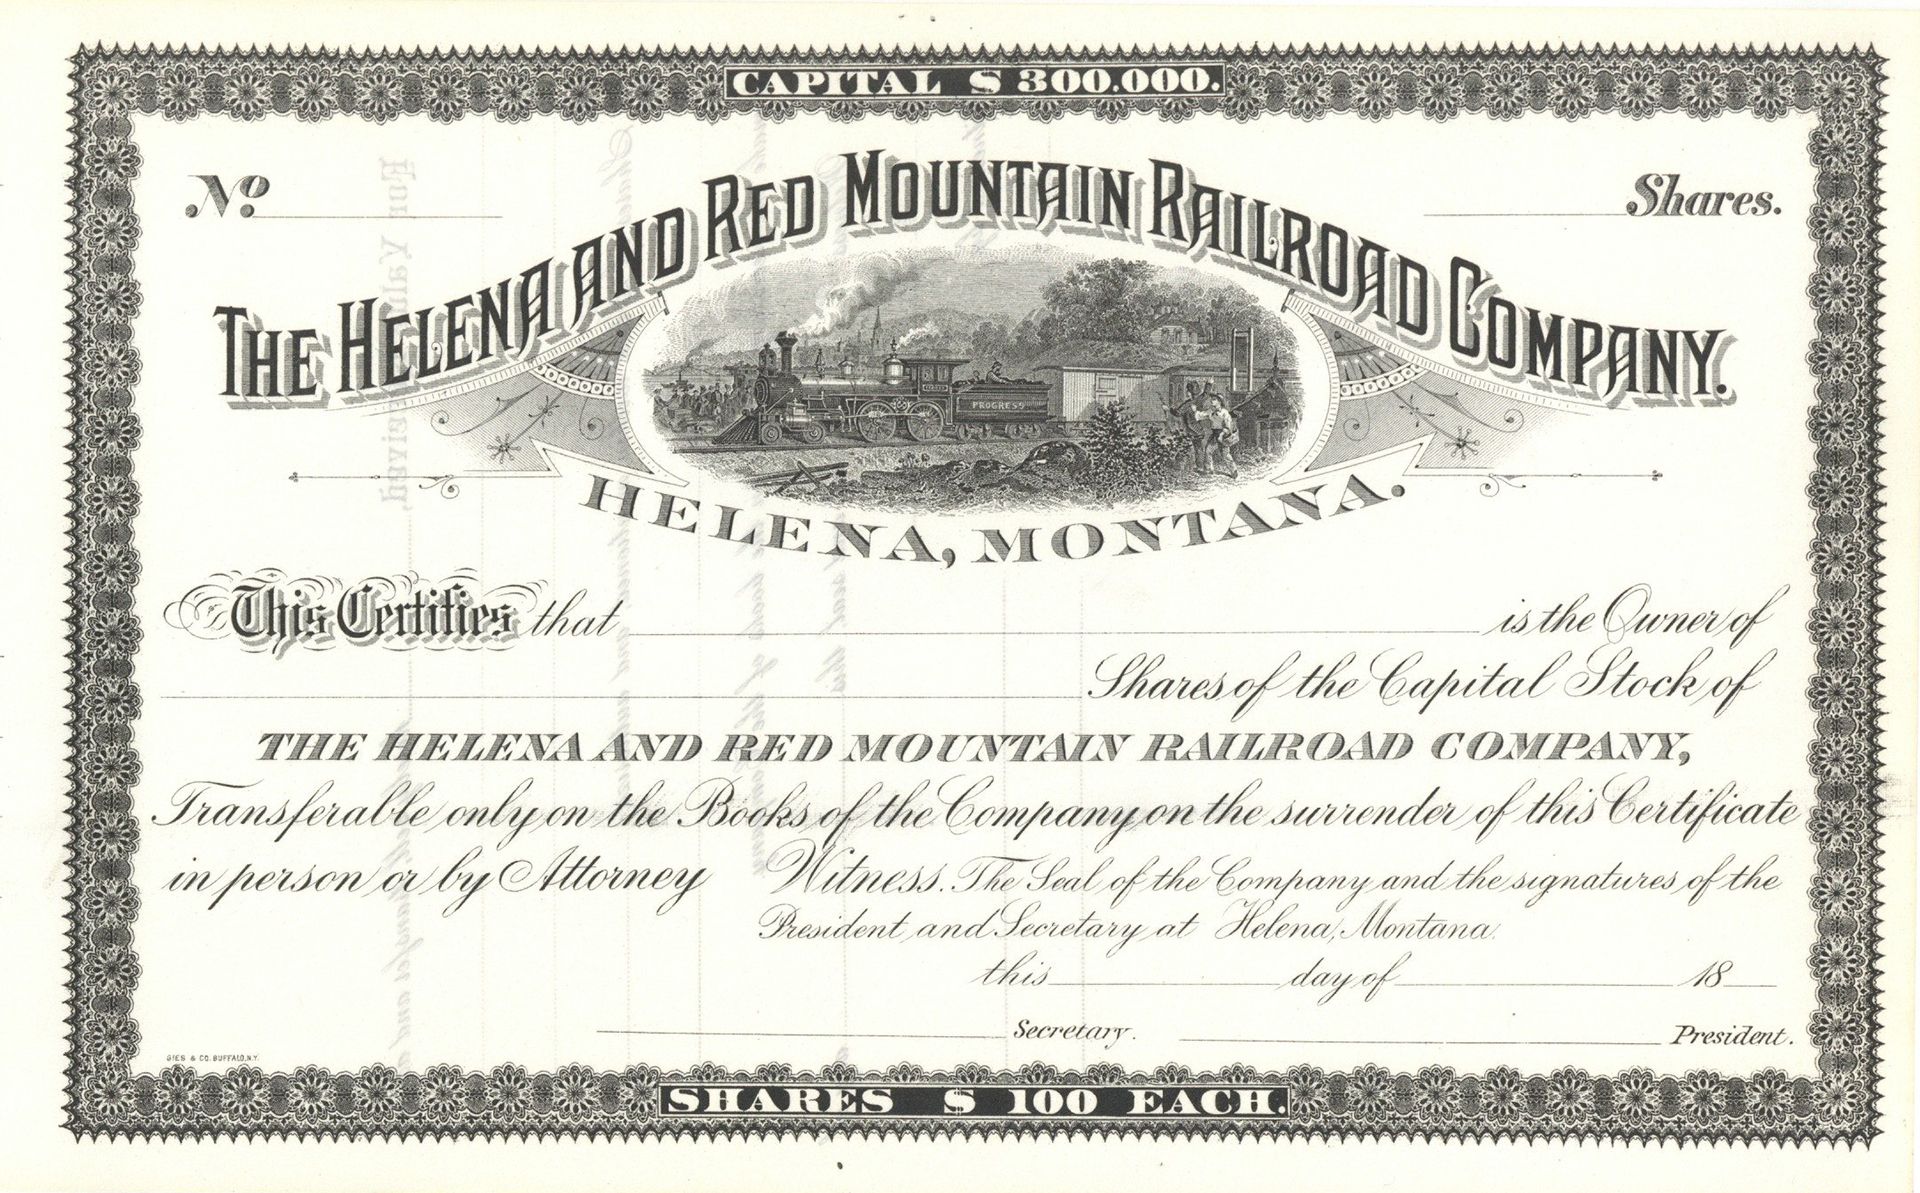 CAPITAL $ 300.000.
No. Shares.
THE HELENA AND RED MOUNTAIN RAILROAD COMPANY.
PROGRESS
HELENA, MONTANA.
This Certifies that is the Owner of
Shares of the Capital Stock of
THE HELENA AND RED MOUNTAIN RAILROAD COMPANY,
Transferable only on the Books of the Company on the surrender of this Certificate
in person or by Attorney Witness. The Seal of the Company and the signatures of the
President and Secretary at Helena, Montana.
this day of 18
Secretary. President.
GIES & CO. BUFFALO, N.Y.
SHARES $ 100 EACH.